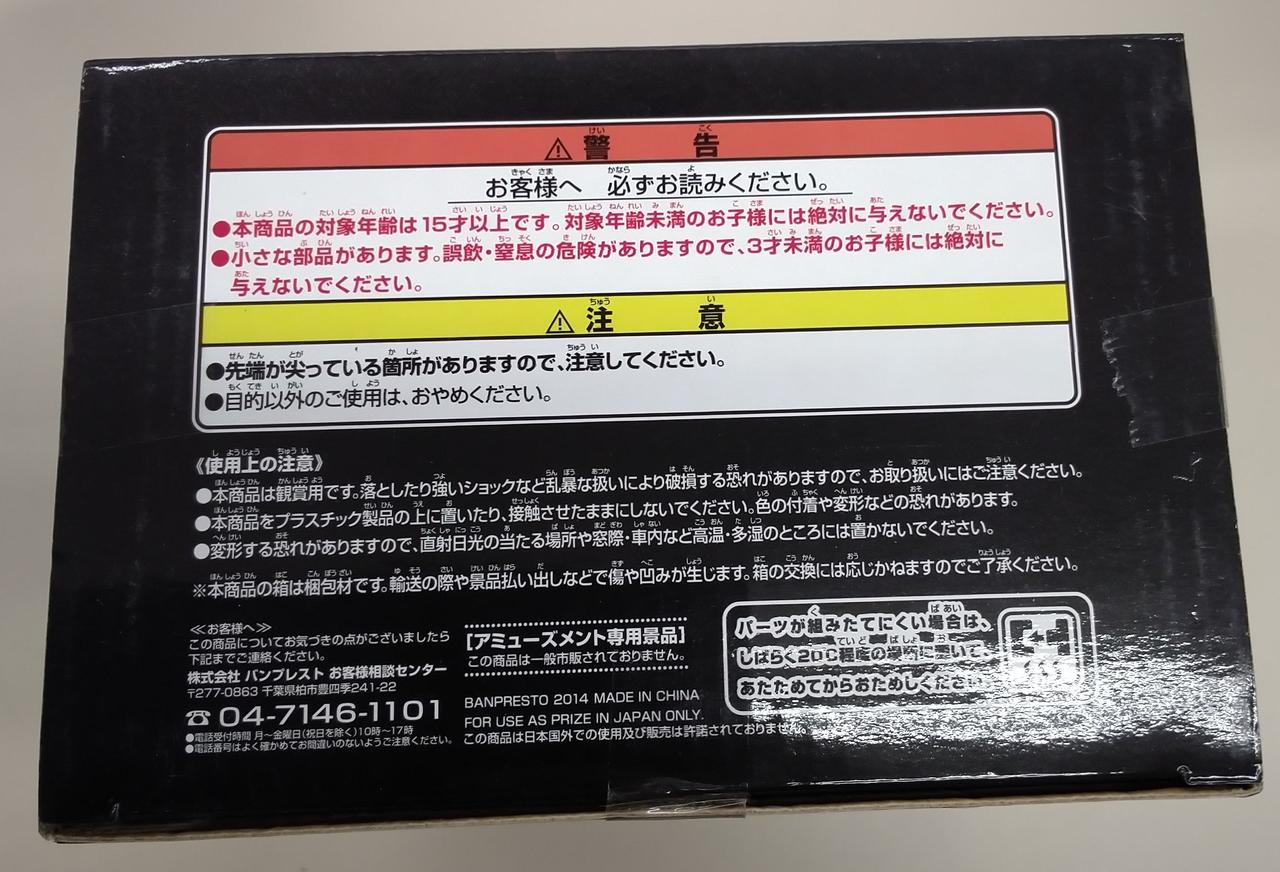 ⚠警告
お客様へ 必ずお読みください。
●本商品の対象年齢は15才以上です。対象年齢未満のお子様には絶対に与えないでください。
●小さな部品があります。誤飲・窒息の危険がありますので、3才未満のお子様には絶対に
与えないでください。
⚠注意
●先端が尖っている箇所がありますので、注意してください。
●目的以外のご使用は、おやめください。
《使用上の注意》
●本商品は観賞用です。落としたり強いショックなど乱暴な扱いにより破損する恐れがありますので、お取り扱いにはご注意ください。
●本商品をプラスチック製品の上に置いたり、接触させたままにしないでください。色の付着や変形などの恐れがあります。
●変形する恐れがありますので、直射日光の当たる場所や窓際・車内など高温・多湿のところには置かないでください。
※本商品の箱は梱包材です。輸送の際や景品払い出しなどで傷や凹みが生じます。箱の交換には応じかねますのでご了承ください。
≪お客様へ≫
この商品についてお気づきの点がございましたら
下記までご連絡ください。
株式会社 バンプレスト お客様相談センター
〒277-0863 千葉県柏市豊四季241-22
☎ 04-7146-1101
●電話受付時間 月〜金曜日(祝日を除く)10時〜17時
●電話番号はよく確かめてお間違いのないようご注意ください。
[アミューズメント専用景品]
この商品は一般市販されておりません。
BANPRESTO 2014 MADE IN CHINA
FOR USE AS PRIZE IN JAPAN ONLY.
この商品は日本国外での使用及び販売は許諾されておりません。
パーツが組みたてにくい場合は、
しばらく20℃程度の場所に置いて、
あたためてからおためしください。